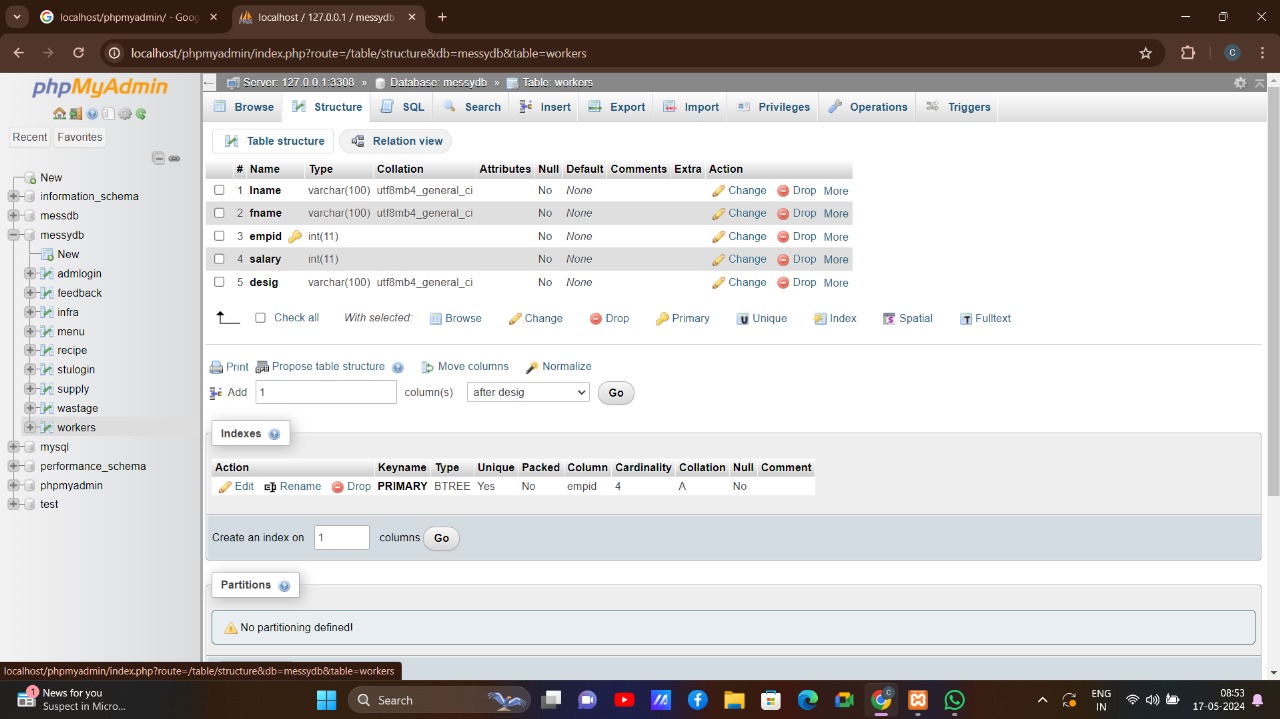 localhost/phpmyadmin/ - Goog
localhost / 127.0.0.1 / messydb
localhost/phpmyadmin/index.php?route=/table/structure&db=messydb&table=workers
C
phpMyAdmin
Recent Favorites
New
information_schema
messdb
messydb
New
admlogin
feedback
infra
menu
recipe
stulogin
supply
wastage
workers
mysql
performance_schema
phpmyadmin
test
Server: 127.0.0.1:3308 » Database: messydb » Table: workers
Browse Structure SQL Search Insert Export Import Privileges Operations Triggers
Table structure Relation view
# Name Type Collation Attributes Null Default Comments Extra Action
1 lname varchar(100) utf8mb4_general_ci No None Change Drop More
2 fname varchar(100) utf8mb4_general_ci No None Change Drop More
3 empid int(11) No None Change Drop More
4 salary int(11) No None Change Drop More
5 desig varchar(100) utf8mb4_general_ci No None Change Drop More
Check all With selected: Browse Change Drop Primary Unique Index Spatial Fulltext
Print Propose table structure Move columns Normalize
Add 1 column(s) after desig Go
Indexes
Action Keyname Type Unique Packed Column Cardinality Collation Null Comment
Edit Rename Drop PRIMARY BTREE Yes No empid 4 A No
Create an index on 1 columns Go
Partitions
No partitioning defined!
localhost/phpmyadmin/index.php?route=/table/structure&db=messydb&table=workers
1
News for you
Suspect in Micro...
Search
C
ENG
IN
08:53
17-05-2024